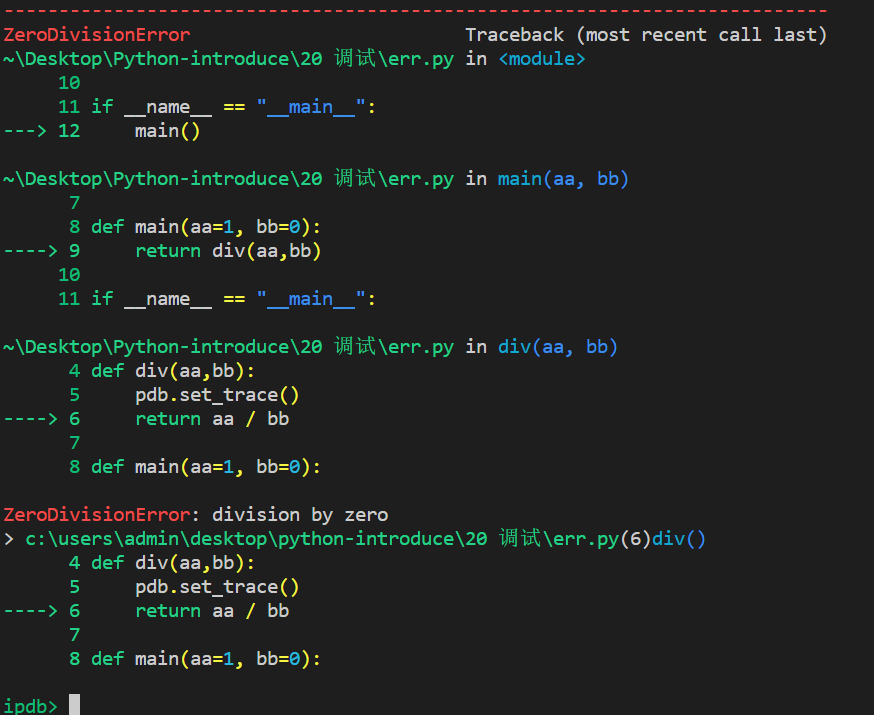 ---------------------------------------------------------------------------
ZeroDivisionError                         Traceback (most recent call last)
~\Desktop\Python-introduce\20 调试\err.py in <module>
     10
     11 if __name__ == "__main__":
---> 12     main()

~\Desktop\Python-introduce\20 调试\err.py in main(aa, bb)
      7
      8 def main(aa=1, bb=0):
----> 9     return div(aa,bb)
     10
     11 if __name__ == "__main__":

~\Desktop\Python-introduce\20 调试\err.py in div(aa, bb)
      4 def div(aa,bb):
      5     pdb.set_trace()
----> 6     return aa / bb
      7
      8 def main(aa=1, bb=0):

ZeroDivisionError: division by zero
> c:\users\admin\desktop\python-introduce\20 调试\err.py(6)div()
      4 def div(aa,bb):
      5     pdb.set_trace()
----> 6     return aa / bb
      7
      8 def main(aa=1, bb=0):

ipdb>